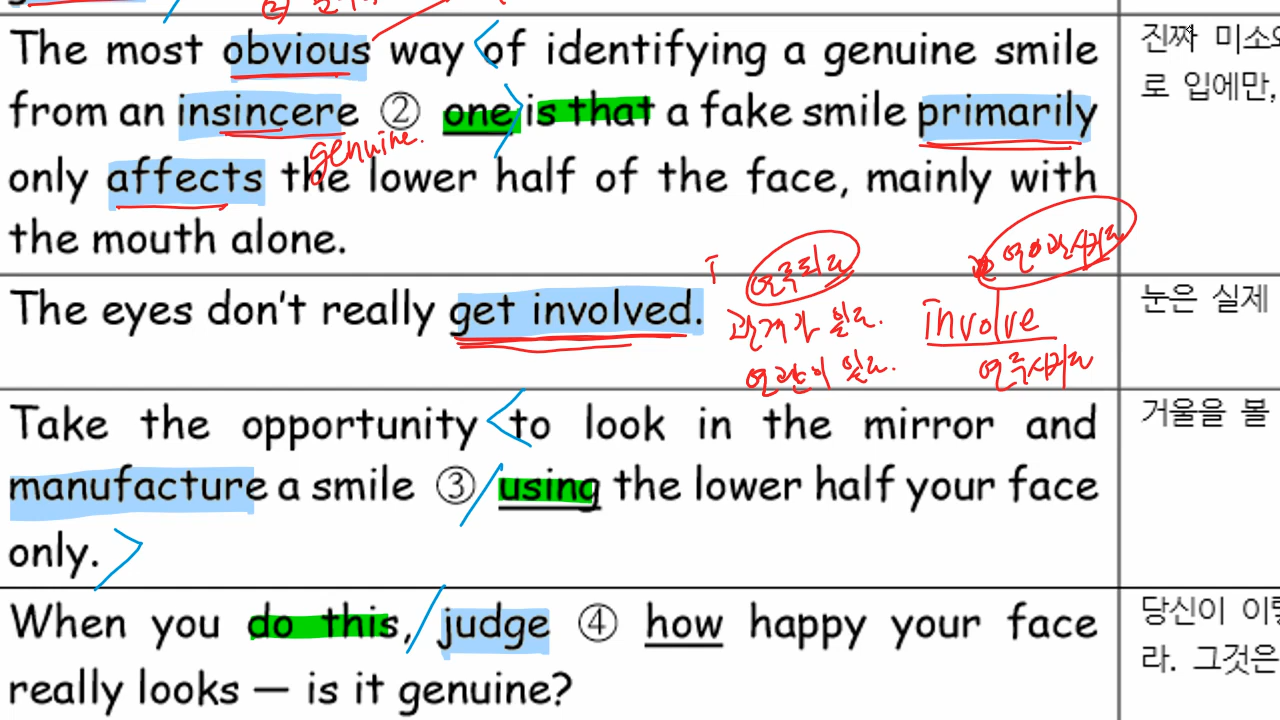 The most obvious way of identifying a genuine smile
from an insincere ② one is that a fake smile primarily
genuine.
only affects the lower half of the face, mainly with
the mouth alone.
The eyes don't really get involved.
연루되다
관계가 있다.
연관이 있다.
involve
연루시키다
Take the opportunity to look in the mirror and
manufacture a smile ③ using the lower half your face
only.
When you do this, judge ④ how happy your face
really looks — is it genuine?
진짜 미소
로 입에만,
눈은 실제
거울을 볼
당신이
라. 그것은